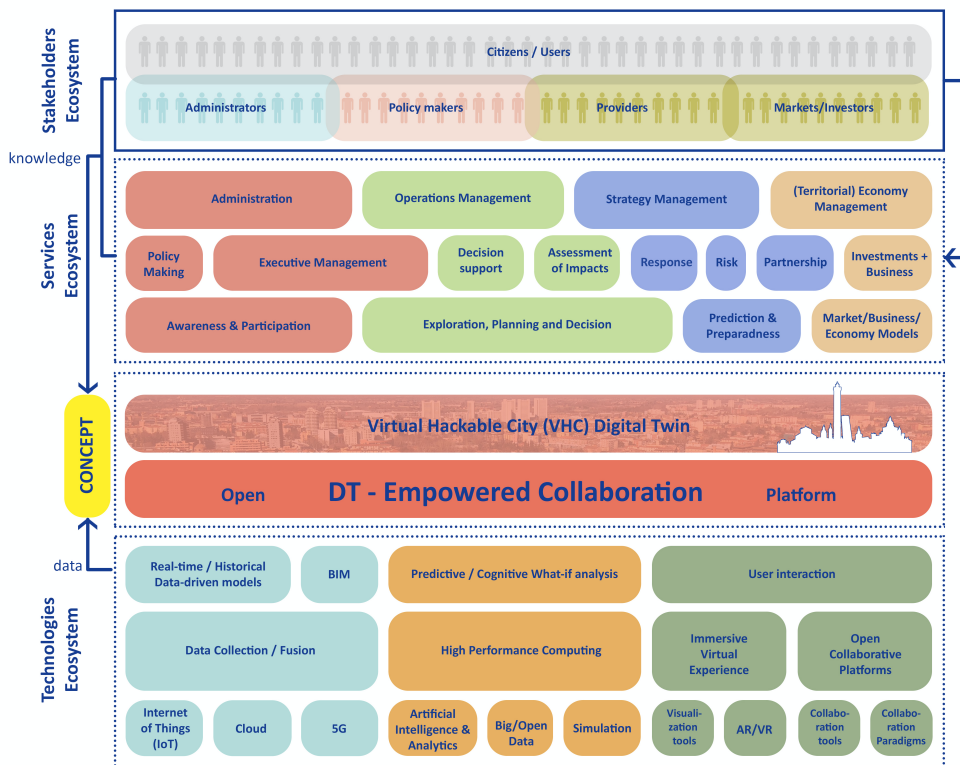 Stakeholders
Ecosystem
Citizens / Users
Administrators
Policy makers
Providers
Markets/Investors
knowledge
Services
Ecosystem
Administration
Operations Management
Strategy Management
(Territorial) Economy
Management
Policy
Making
Executive Management
Decision
support
Assessment
of Impacts
Response
Risk
Partnership
Investments +
Business
Awareness & Participation
Exploration, Planning and Decision
Prediction &
Preparadness
Market/Business/
Economy Models
CONCEPT
Virtual Hackable City (VHC) Digital Twin
Open DT - Empowered Collaboration Platform
data
Technologies
Ecosystem
Real-time / Historical
Data-driven models
BIM
Predictive / Cognitive What-if analysis
User interaction
Data Collection / Fusion
High Performance Computing
Immersive
Virtual
Experience
Open
Collaborative
Platforms
Internet
of Things
(IoT)
Cloud
5G
Artificial
Intelligence &
Analytics
Big/Open
Data
Simulation
Visuali-
zation
tools
AR/VR
Collabo-
ration
tools
Collabo-
ration
Paradigms